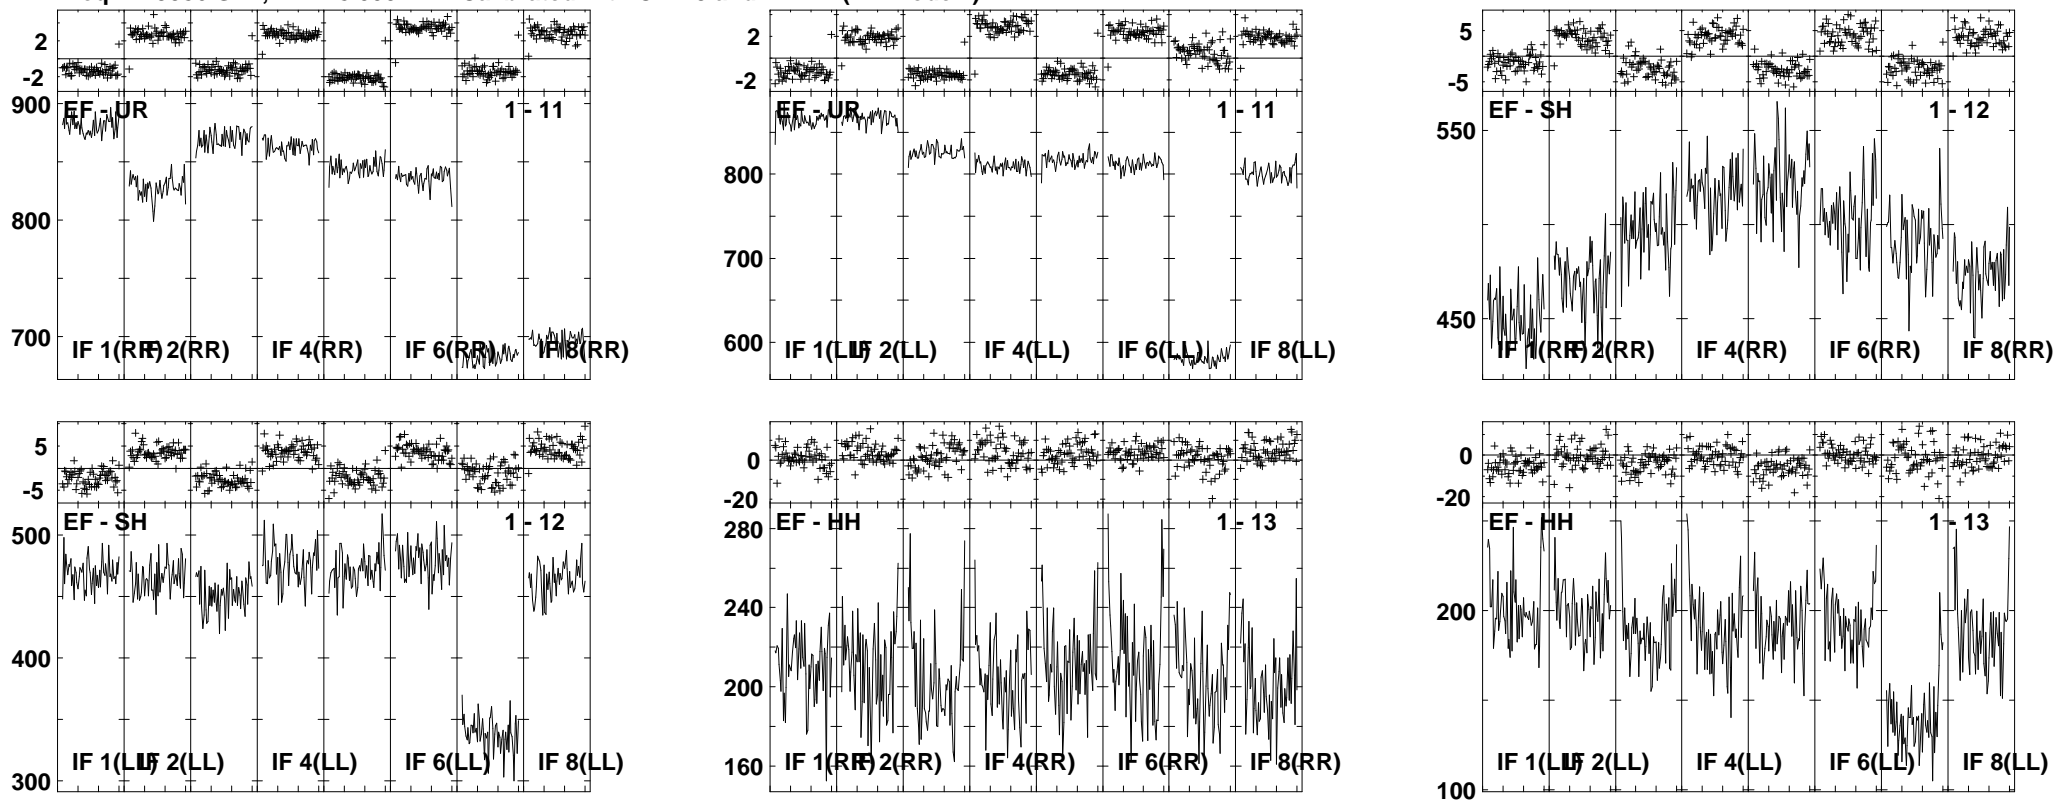 2
-2
900
EF - UR
1 - 11
800
700
IF 1(RR)
IF 2(RR)
IF 4(RR)
IF 6(RR)
IF 8(RR)
2
-2
EF - UR
1 - 11
800
700
600
IF 1(LL)
IF 2(LL)
IF 4(LL)
IF 6(LL)
IF 8(LL)
5
-5
EF - SH
1 - 12
550
450
IF 1(RR)
IF 2(RR)
IF 4(RR)
IF 6(RR)
IF 8(RR)
5
-5
EF - SH
1 - 12
500
400
300
IF 1(LL)
IF 2(LL)
IF 4(LL)
IF 6(LL)
IF 8(LL)
0
-20
EF - HH
1 - 13
280
240
200
160
IF 1(RR)
IF 2(RR)
IF 4(RR)
IF 6(RR)
IF 8(RR)
0
-20
EF - HH
1 - 13
200
100
IF 1(LL)
IF 2(LL)
IF 4(LL)
IF 6(LL)
IF 8(LL)